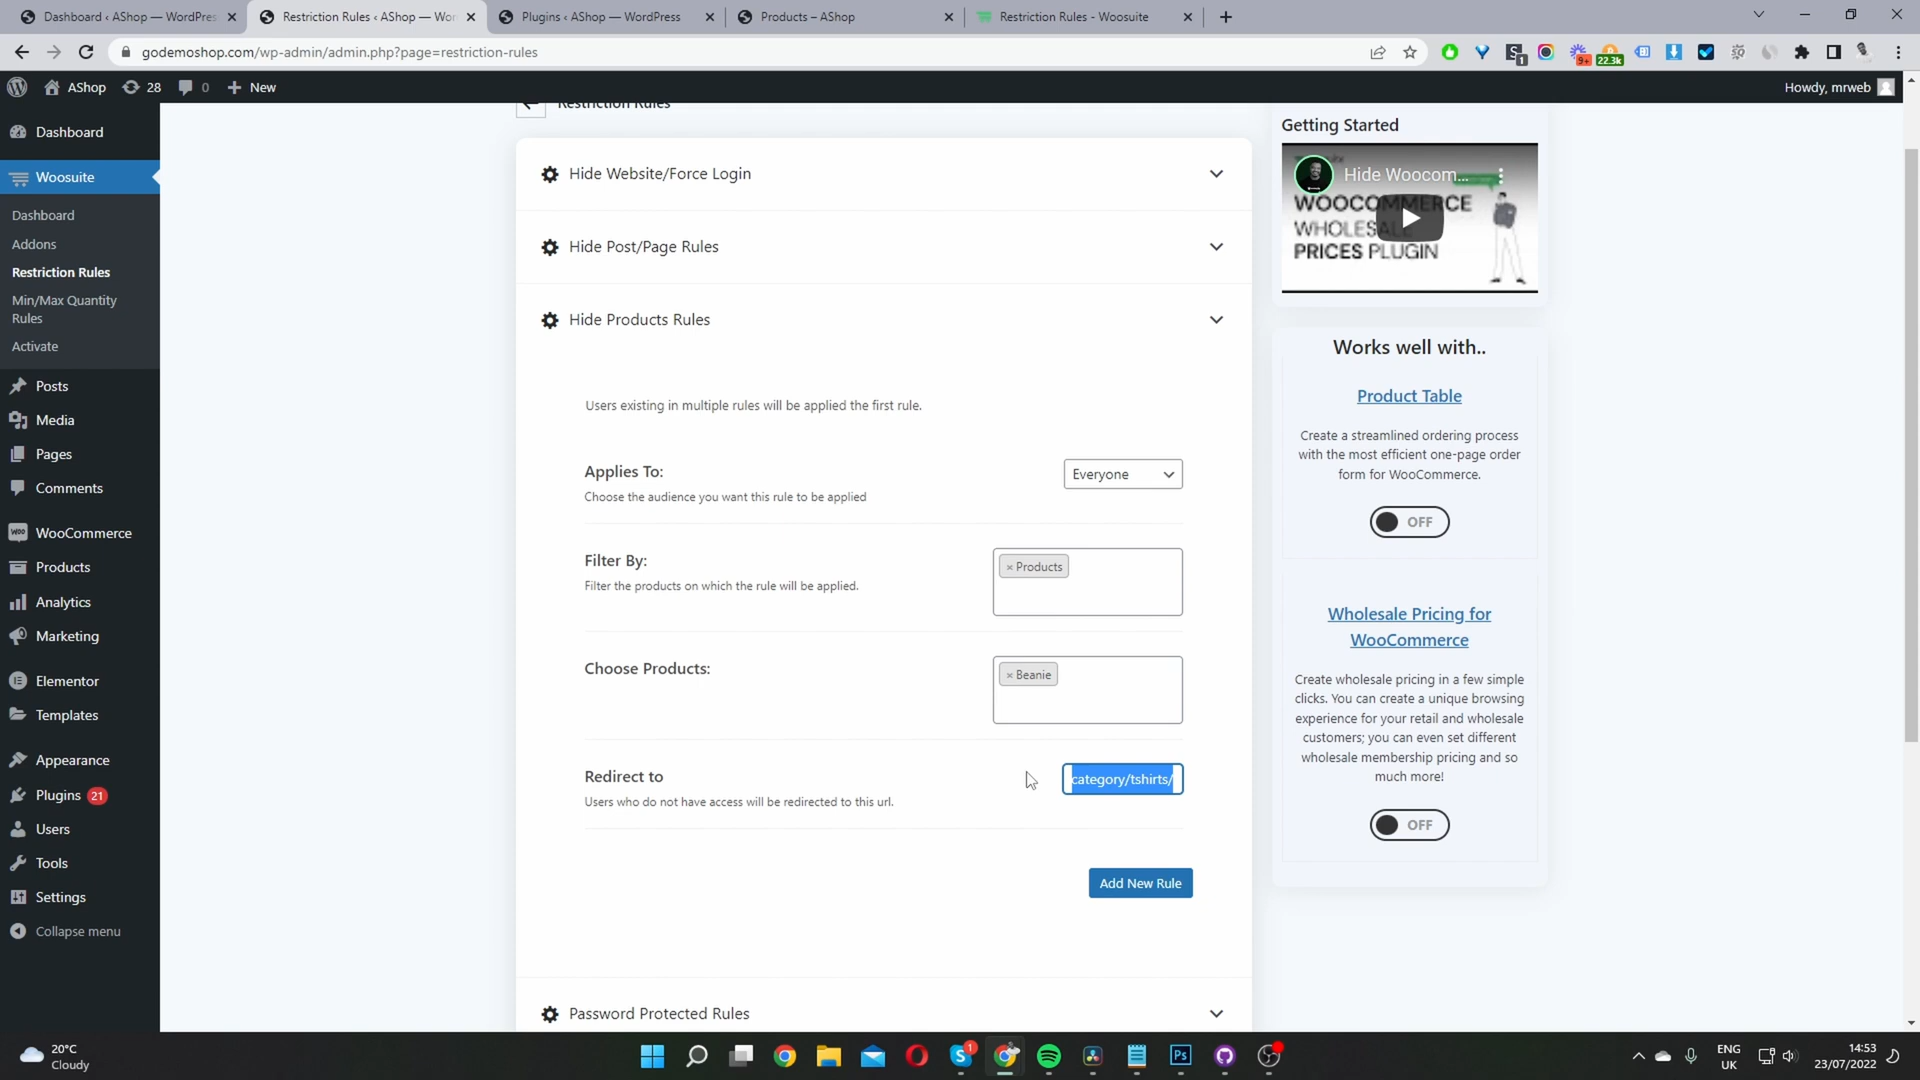 Dashboard ‹ AShop — WordPres
Restriction Rules ‹ AShop — Wor
Plugins ‹ AShop — WordPress
Products – AShop
Restriction Rules - Woosuite
godemoshop.com/wp-admin/admin.php?page=restriction-rules
1
9+
22.3k
AShop
28
0
New
Howdy, mrweb
Dashboard
Woosuite
Dashboard
Addons
Restriction Rules
Min/Max Quantity
Rules
Activate
Posts
Media
Pages
Comments
WooCommerce
Products
Analytics
Marketing
Elementor
Templates
Appearance
Plugins 21
Users
Tools
Settings
Collapse menu
Restriction Rules
Hide Website/Force Login
Hide Post/Page Rules
Hide Products Rules
Users existing in multiple rules will be applied the first rule.
Applies To:
Choose the audience you want this rule to be applied
Everyone
Filter By:
Filter the products on which the rule will be applied.
× Products
Choose Products:
× Beanie
Redirect to
Users who do not have access will be redirected to this url.
category/tshirts/
Add New Rule
Password Protected Rules
Getting Started
Hide Woocom...
WOOCOMMERCE
WHOLESALE
PRICES PLUGIN
Works well with..
Product Table
Create a streamlined ordering process
with the most efficient one-page order
form for WooCommerce.
OFF
Wholesale Pricing for
WooCommerce
Create wholesale pricing in a few simple
clicks. You can create a unique browsing
experience for your retail and wholesale
customers; you can even set different
wholesale membership pricing and so
much more!
OFF
20°C
Cloudy
1
Ps
ENG
UK
14:53
23/07/2022